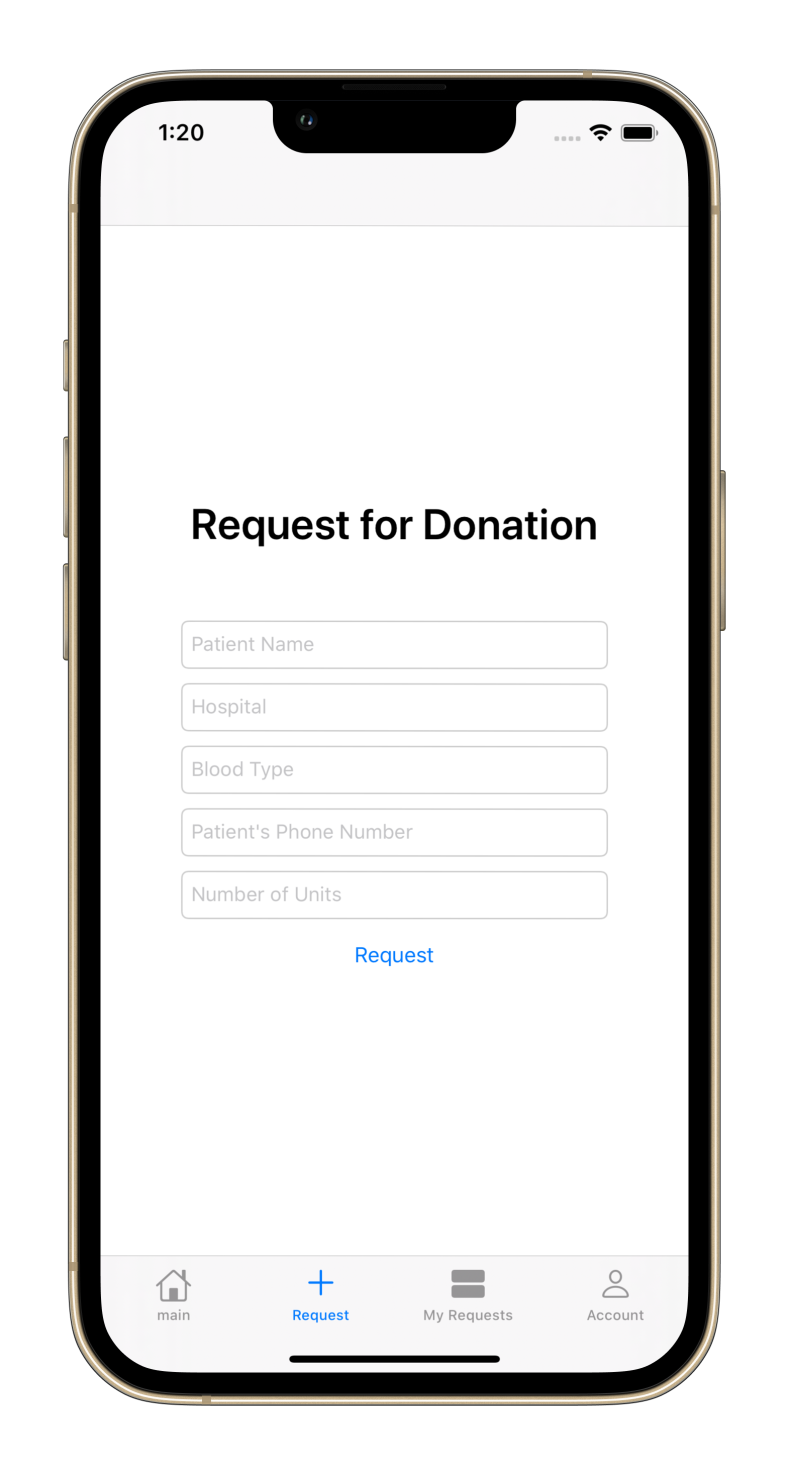 1:20
Request for Donation
Patient Name
Hospital
Blood Type
Patient's Phone Number
Number of Units
Request
main
Request
My Requests
Account